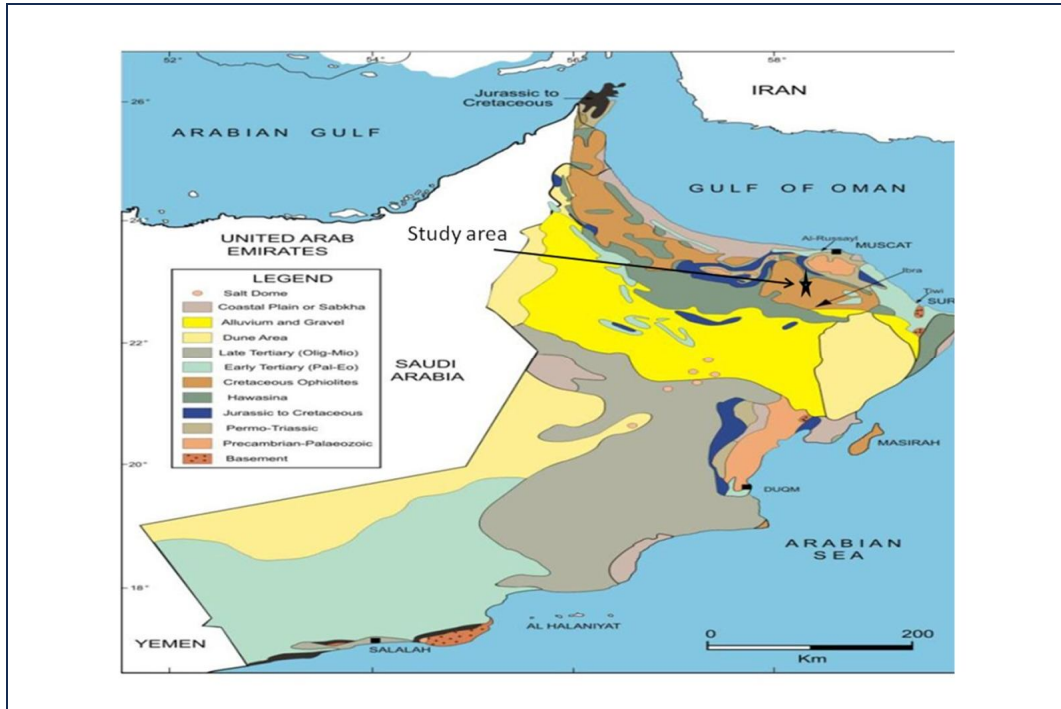 52°
54°
56°
58°
26°
24°
22°
20°
18°
Jurassic to
Cretaceous
IRAN
ARABIAN GULF
GULF OF OMAN
Study area
UNITED ARAB
EMIRATES
Al-Russayl
MUSCAT
Ibra
Tiwi
SUR
LEGEND
Salt Dome
Coastal Plain or Sabkha
Alluvium and Gravel
Dune Area
Late Tertiary (Olig-Mio)
Early Tertiary (Pal-Eo)
Cretaceous Ophiolites
Hawasina
Jurassic to Cretaceous
Permo-Triassic
Precambrian-Palaeozoic
Basement
SAUDI
ARABIA
MASIRAH
DUQM
ARABIAN
SEA
YEMEN
SALALAH
AL HALANIYAT
0 200
Km